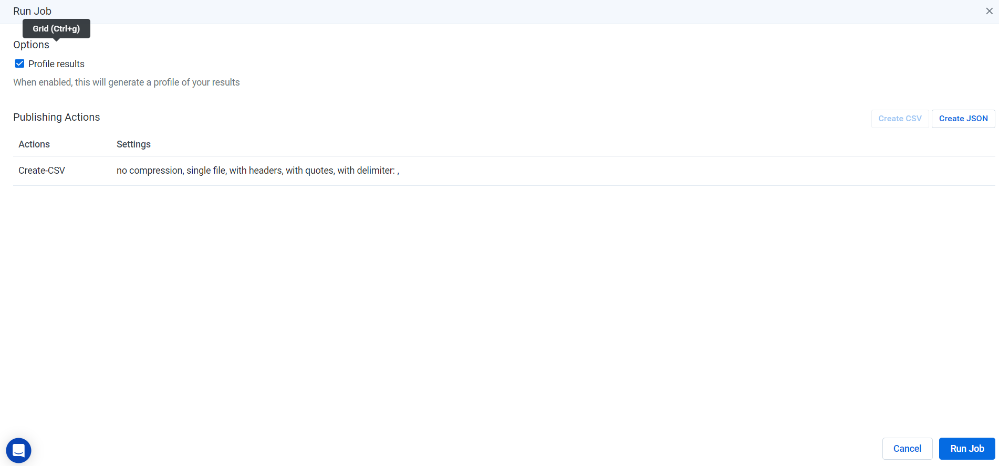 Run Job
Grid (Ctrl+g)
Options
Profile results
When enabled, this will generate a profile of your results
Publishing Actions
Create CSV
Create JSON
Actions
Settings
Create-CSV
no compression, single file, with headers, with quotes, with delimiter: ,
Cancel
Run Job